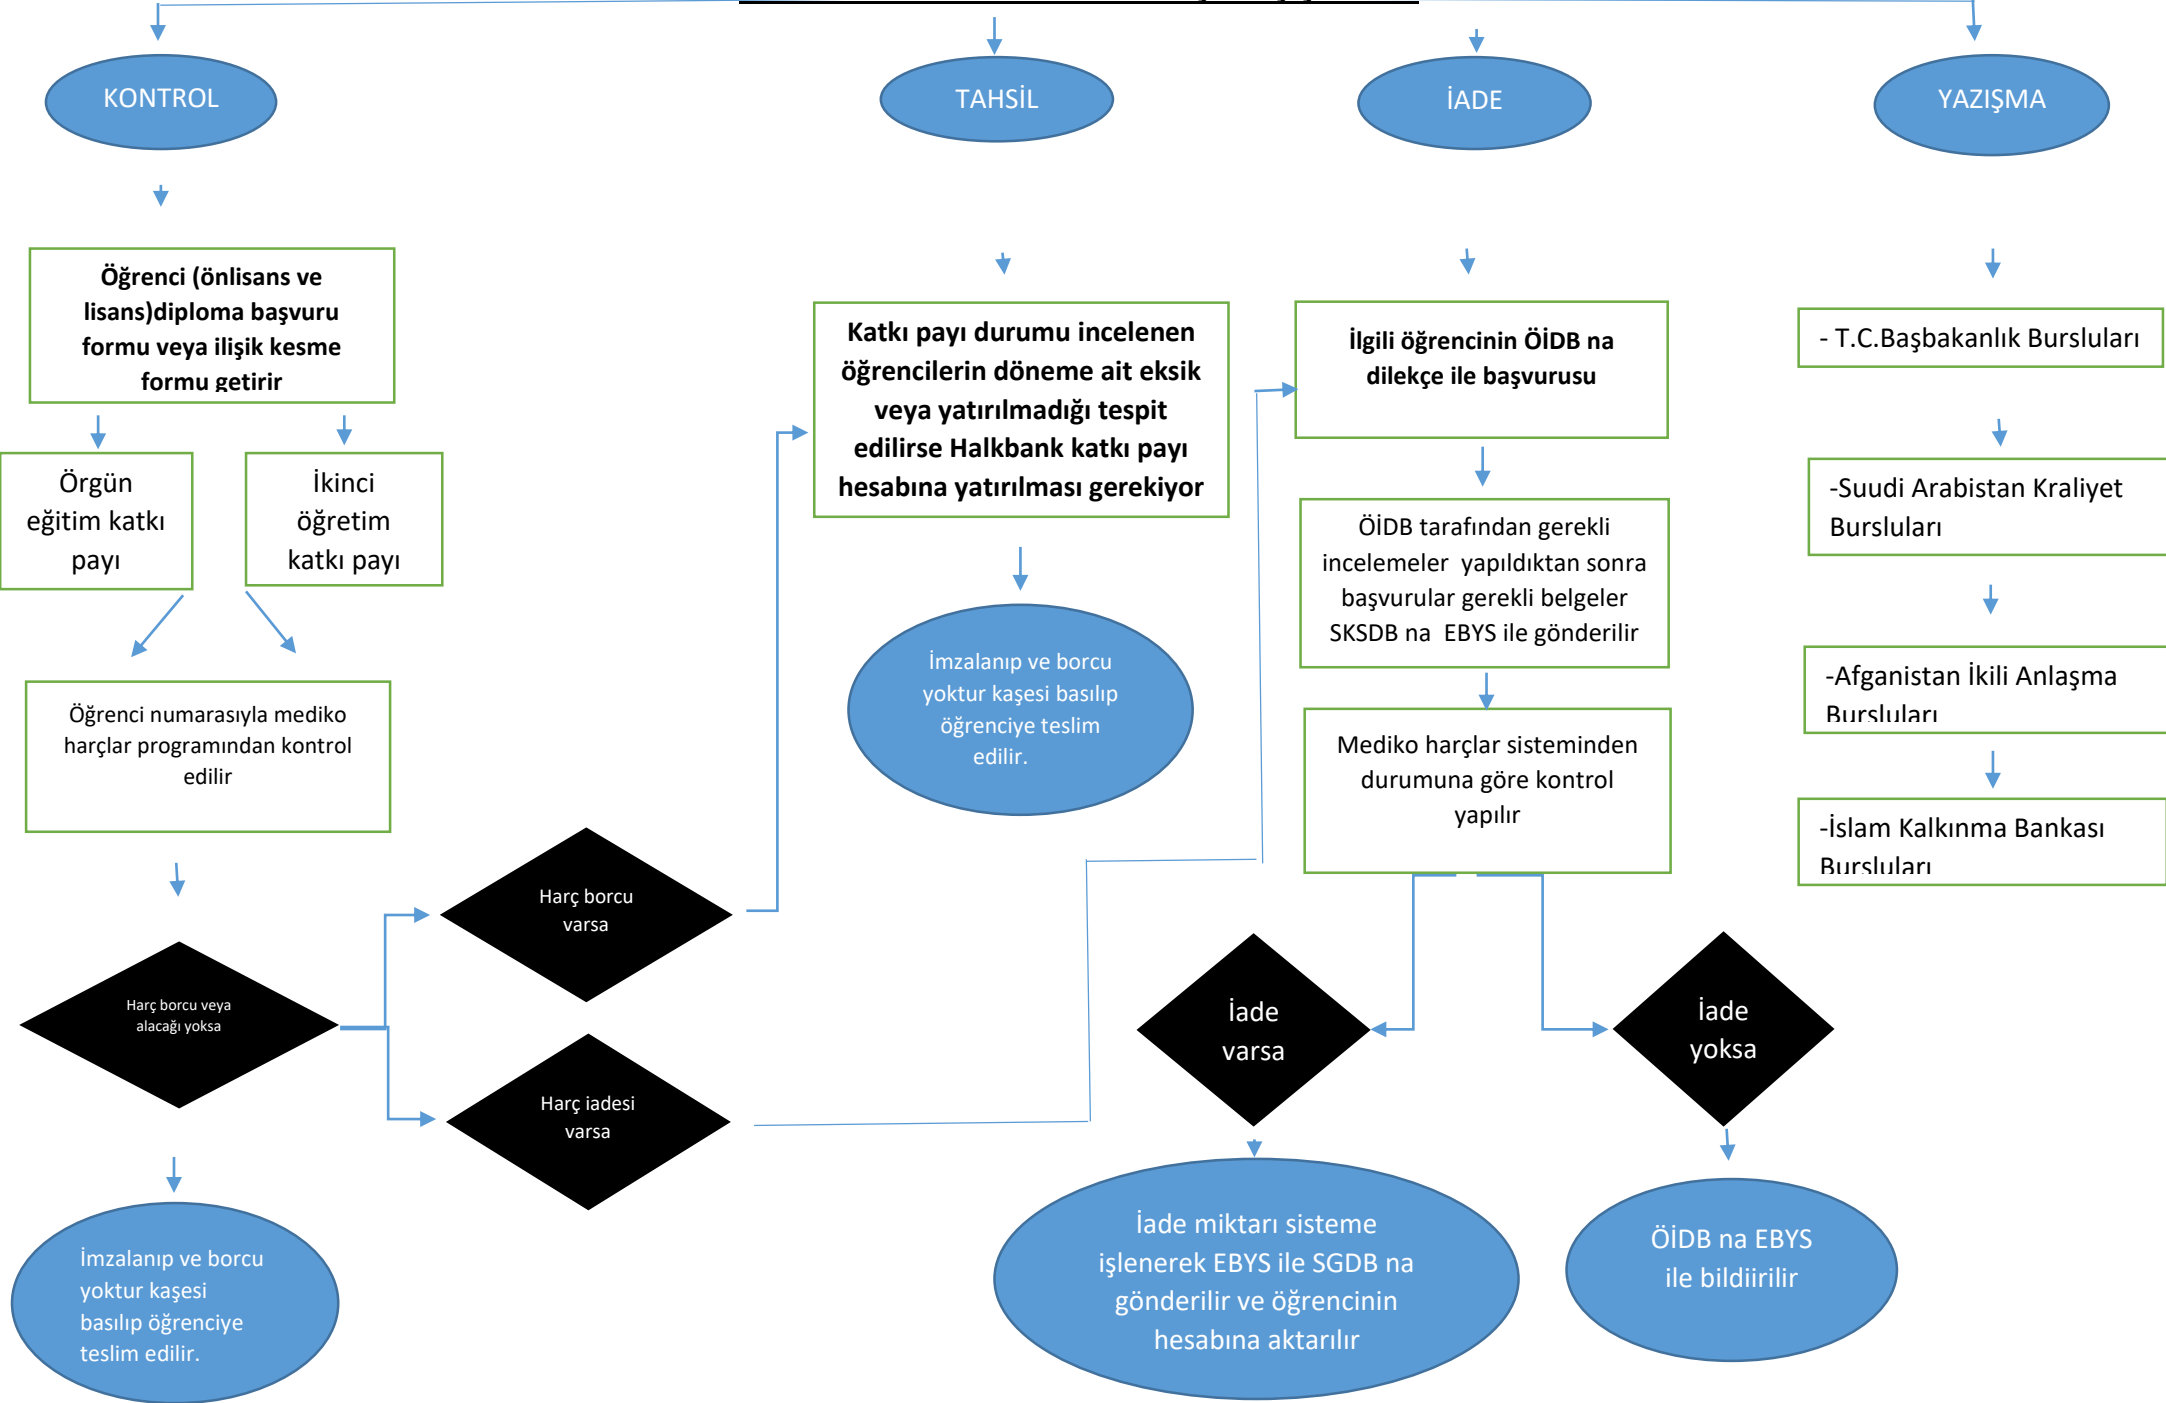 KONTROL
TAHSİL
İADE
YAZIŞMA
Öğrenci (önlisans ve
lisans)diploma başvuru
formu veya ilişik kesme
formu getirir
Örgün
eğitim katkı
payı
İkinci
öğretim
katkı payı
Öğrenci numarasıyla mediko
harçlar programından kontrol
edilir
Harç borcu veya
alacağı yoksa
İmzalanıp ve borcu
yoktur kaşesi
basılıp öğrenciye
teslim edilir.
Harç borcu
varsa
Harç iadesi
varsa
Katkı payı durumu incelenen
öğrencilerin döneme ait eksik
veya yatırılmadığı tespit
edilirse Halkbank katkı payı
hesabına yatırılması gerekiyor
İmzalanıp ve borcu
yoktur kaşesi basılıp
öğrenciye teslim
edilir.
İlgili öğrencinin ÖİDB na
dilekçe ile başvurusu
ÖİDB tarafından gerekli
incelemeler  yapıldıktan sonra
başvurular gerekli belgeler
SKSDB na  EBYS ile gönderilir
Mediko harçlar sisteminden
durumuna göre kontrol
yapılır
İade
varsa
İade
yoksa
İade miktarı sisteme
işlenerek EBYS ile SGDB na
gönderilir ve öğrencinin
hesabına aktarılır
ÖİDB na EBYS
ile bildiirilir
- T.C.Başbakanlık Bursluları
-Suudi Arabistan Kraliyet
Bursluları
-Afganistan İkili Anlaşma
Bursluları
-İslam Kalkınma Bankası
Bursluları